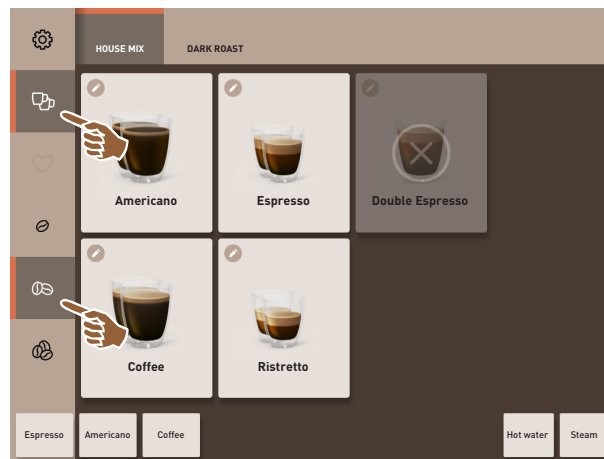 HOUSE MIX DARK ROAST
Americano Espresso Double Espresso
Coffee Ristretto
Espresso Americano Coffee Hot water Steam